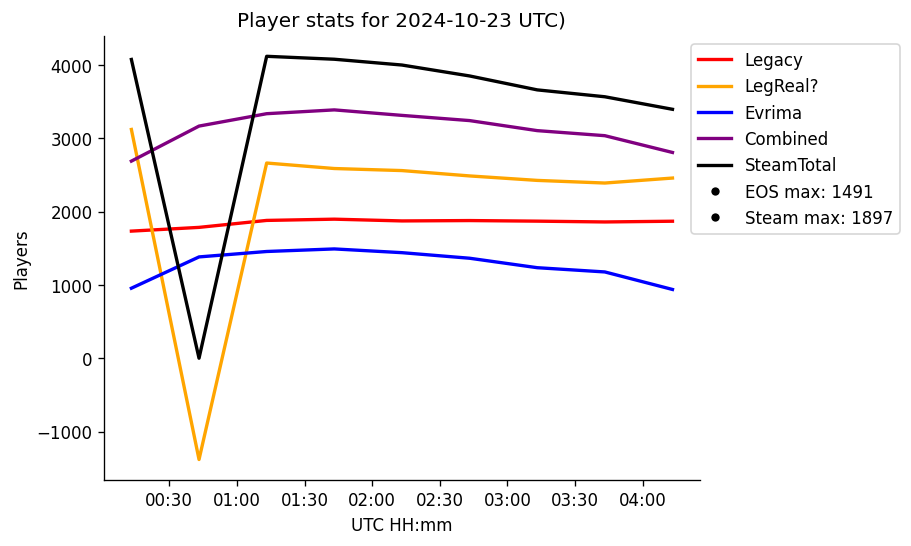 Player stats for 2024-10-23 UTC)
4000
3000
2000
1000
0
−1000
Players
00:30 01:00 01:30 02:00 02:30 03:00 03:30 04:00
UTC HH:mm
Legacy
LegReal?
Evrima
Combined
SteamTotal
EOS max: 1491
Steam max: 1897